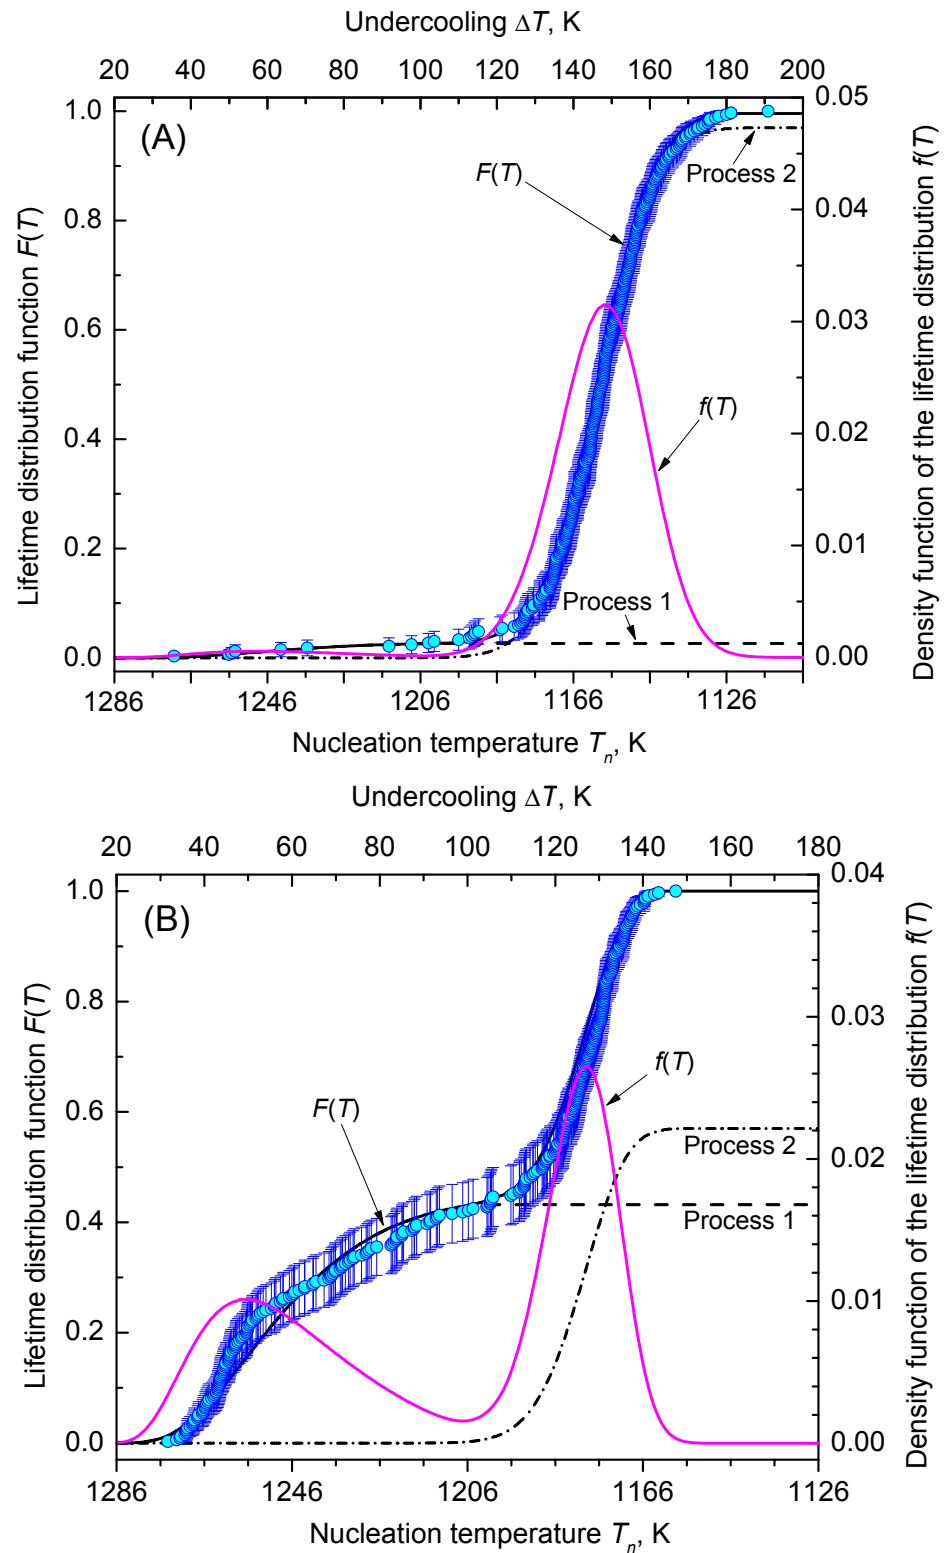 Undercooling ΔT, K
20 40 60 80 100 120 140 160 180 200
(A)
1.0
0.8
0.6
0.4
0.2
0.0
Lifetime distribution function F(T)
F(T)
Process 2
f(T)
Process 1
0.05
0.04
0.03
0.02
0.01
0.00
Density function of the lifetime distribution f(T)
1286 1246 1206 1166 1126
Nucleation temperature Tn, K
Undercooling ΔT, K
20 40 60 80 100 120 140 160 180
(B)
1.0
0.8
0.6
0.4
0.2
0.0
Lifetime distribution function F(T)
F(T)
f(T)
Process 2
Process 1
0.04
0.03
0.02
0.01
0.00
Density function of the lifetime distribution f(T)
1286 1246 1206 1166 1126
Nucleation temperature Tn, K